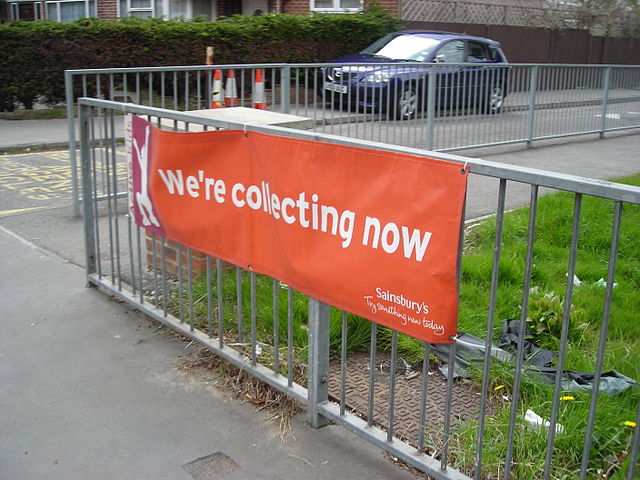 We're collecting now
Sainsbury's
Try something new today